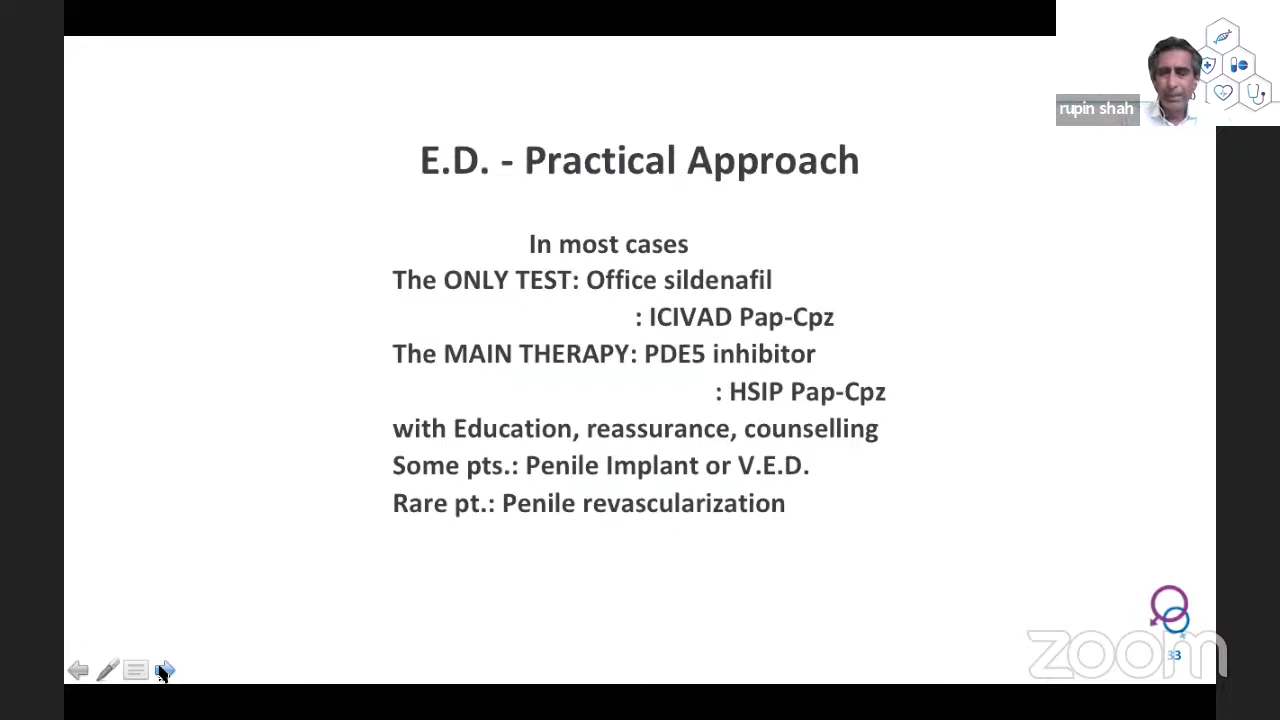 rupin shah
E.D. - Practical Approach
In most cases
The ONLY TEST: Office sildenafil
: ICIVAD Pap-Cpz
The MAIN THERAPY: PDE5 inhibitor
: HSIP Pap-Cpz
with Education, reassurance, counselling
Some pts.: Penile Implant or V.E.D.
Rare pt.: Penile revascularization
zoom
33